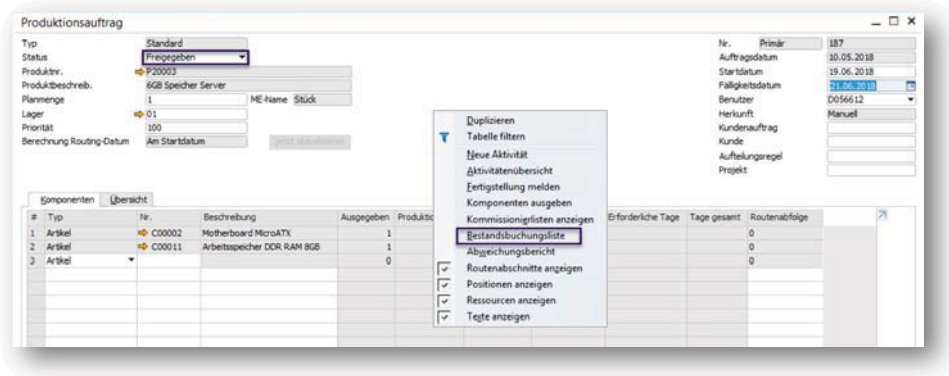 Produktionsauftrag
Typ Standard
Status Freigegeben
Produktnr. P20003
Produktbeschreib. 6GB Speicher Server
Planmenge 1 ME-Name Stück
Lager 01
Priorität 100
Berechnung Routing-Datum Am Startdatum
Nr. Primär 187
Auftragsdatum 10.05.2018
Startdatum 19.06.2018
Fälligkeitsdatum 21.06.2018
Benutzer D056612
Herkunft Manuell
Kundenauftrag
Kunde
Aufteilungsregel
Projekt
Duplizieren
Tabelle filtern
Neue Aktivität
Aktivitätenübersicht
Fertigstellung melden
Komponenten ausgeben
Kommissionierlisten anzeigen
Bestandsbuchungsliste
Abweichungsbericht
Routenabschnitte anzeigen
Positionen anzeigen
Ressourcen anzeigen
Texte anzeigen
Komponenten Übersicht
# Typ Nr. Beschreibung Ausgegeben Erforderliche Tage Tage gesamt Routenabfolge
1 Artikel C00002 Motherboard MicroATX 1 0
2 Artikel C00011 Arbeitsspeicher DDR RAM 8GB 1 0
3 Artikel 0 0